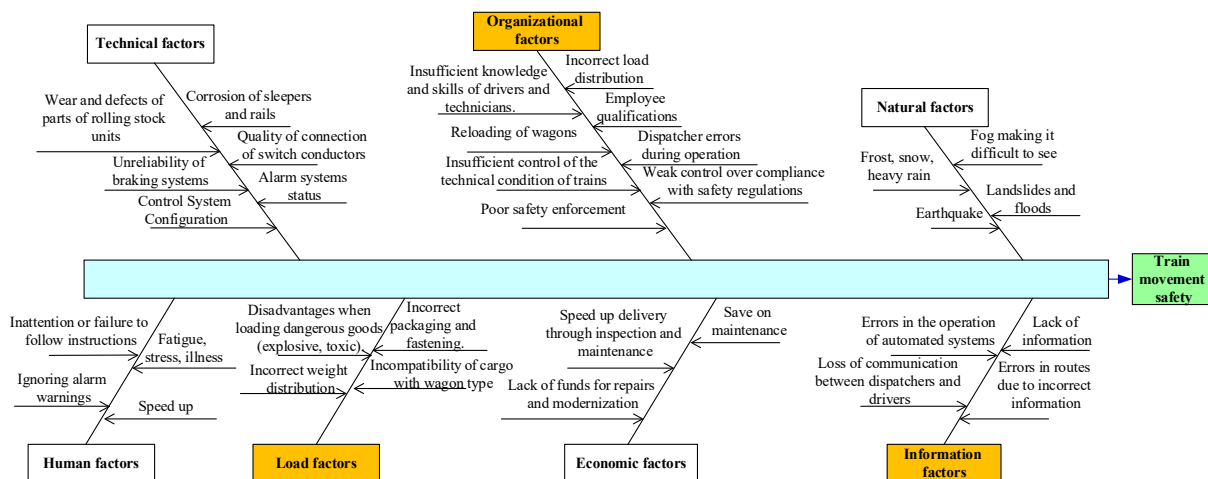 Technical factors
Wear and defects of
parts of rolling stock
units
Corrosion of sleepers
and rails
Quality of connection
of switch conductors
Unreliability of
braking systems
Alarm systems
status
Control System
Configuration
Organizational
factors
Insufficient knowledge
and skills of drivers and
technicians.
Incorrect load
distribution
Employee
qualifications
Reloading of wagons
Dispatcher errors
during operation
Insufficient control of the
technical condition of trains
Weak control over compliance
with safety regulations
Poor safety enforcement
Natural factors
Fog making it
difficult to see
Frost, snow,
heavy rain
Landslides and
floods
Earthquake
Train
movement
safety
Inattention or failure to
follow instructions
Fatigue,
stress, illness
Ignoring alarm
warnings
Speed up
Human factors
Disadvantages when
loading dangerous goods
(explosive, toxic)
Incorrect
packaging and
fastening.
Incorrect weight
distribution
Incompatibility of cargo
with wagon type
Load factors
Speed up delivery
through inspection and
maintenance
Save on
maintenance
Lack of funds for repairs
and modernization
Economic factors
Errors in the operation
of automated systems
Lack of
information
Loss of communication
between dispatchers and
drivers
Errors in routes
due to incorrect
information
Information
factors